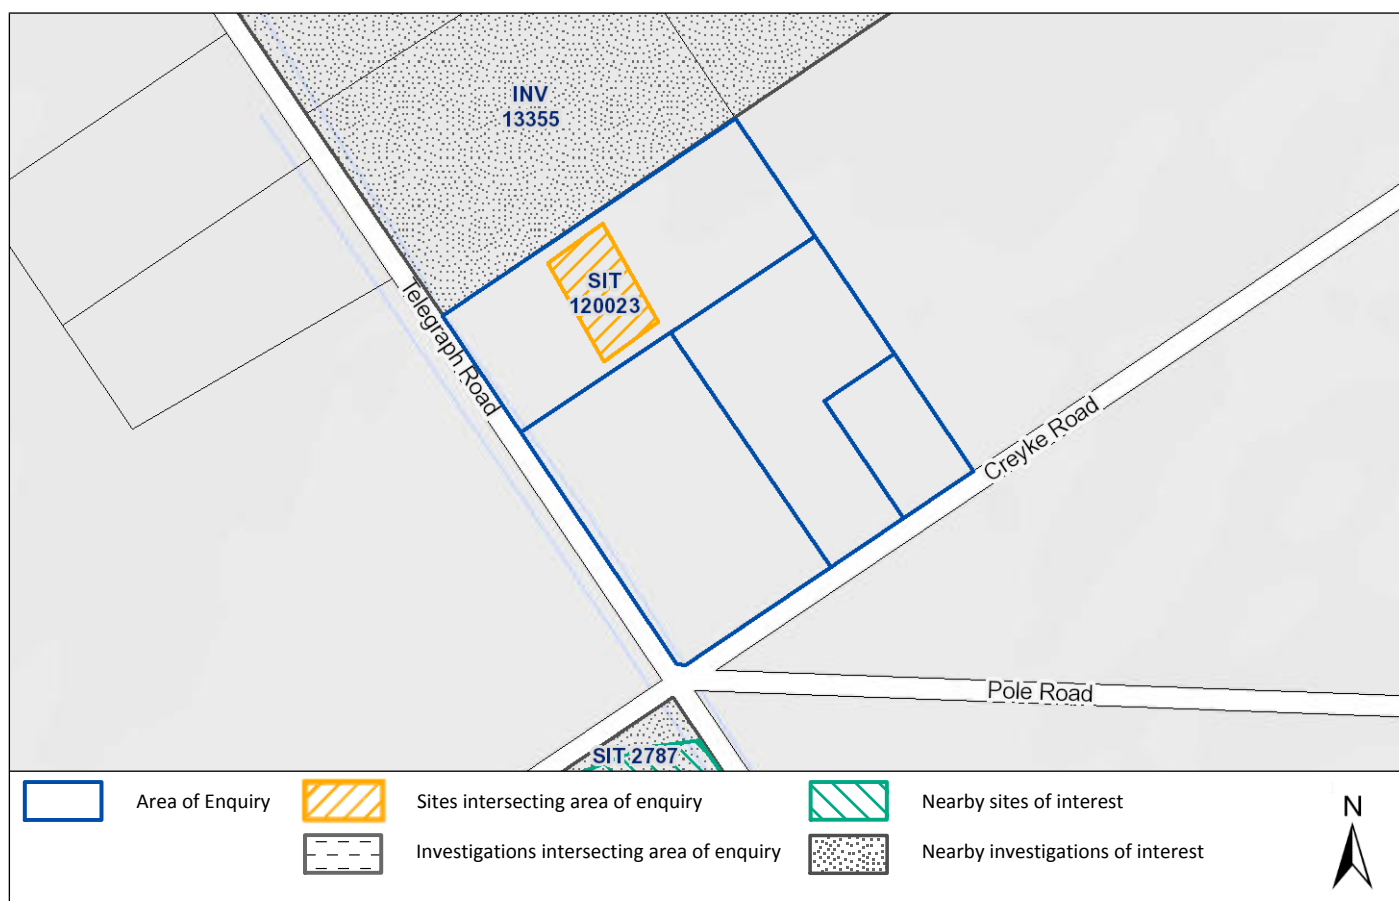 INV
13355
SIT
120023
Telegraph Road
Creyke Road
Pole Road
SIT 2787
Area of Enquiry
Sites intersecting area of enquiry
Nearby sites of interest
Investigations intersecting area of enquiry
Nearby investigations of interest
N